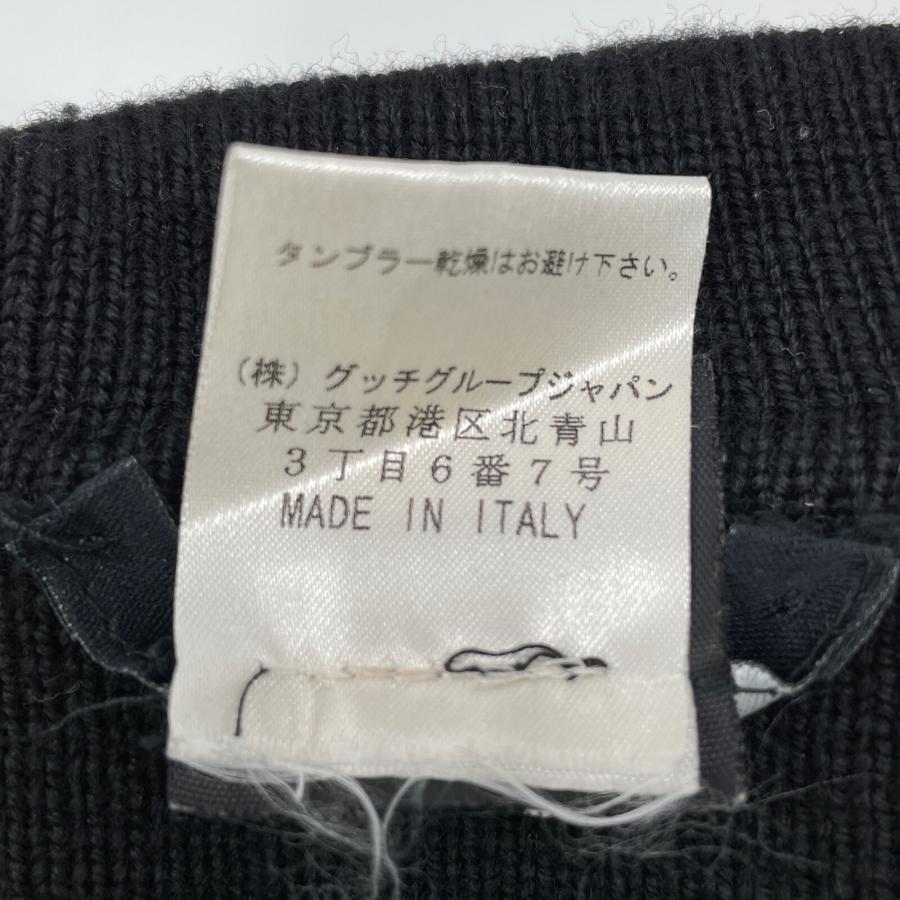 タンブラー乾燥はお避け下さい。
（株）グッチグループジャパン
東京都港区北青山
3丁目6番7号
MADE IN ITALY